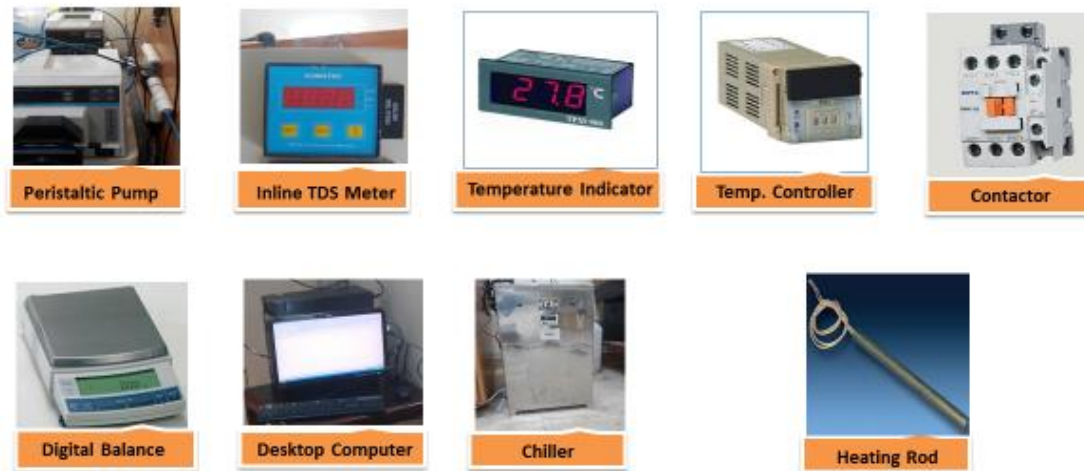 27.8 °C
Peristaltic Pump
Inline TDS Meter
Temperature Indicator
Temp. Controller
Contactor
Digital Balance
Desktop Computer
Chiller
Heating Rod